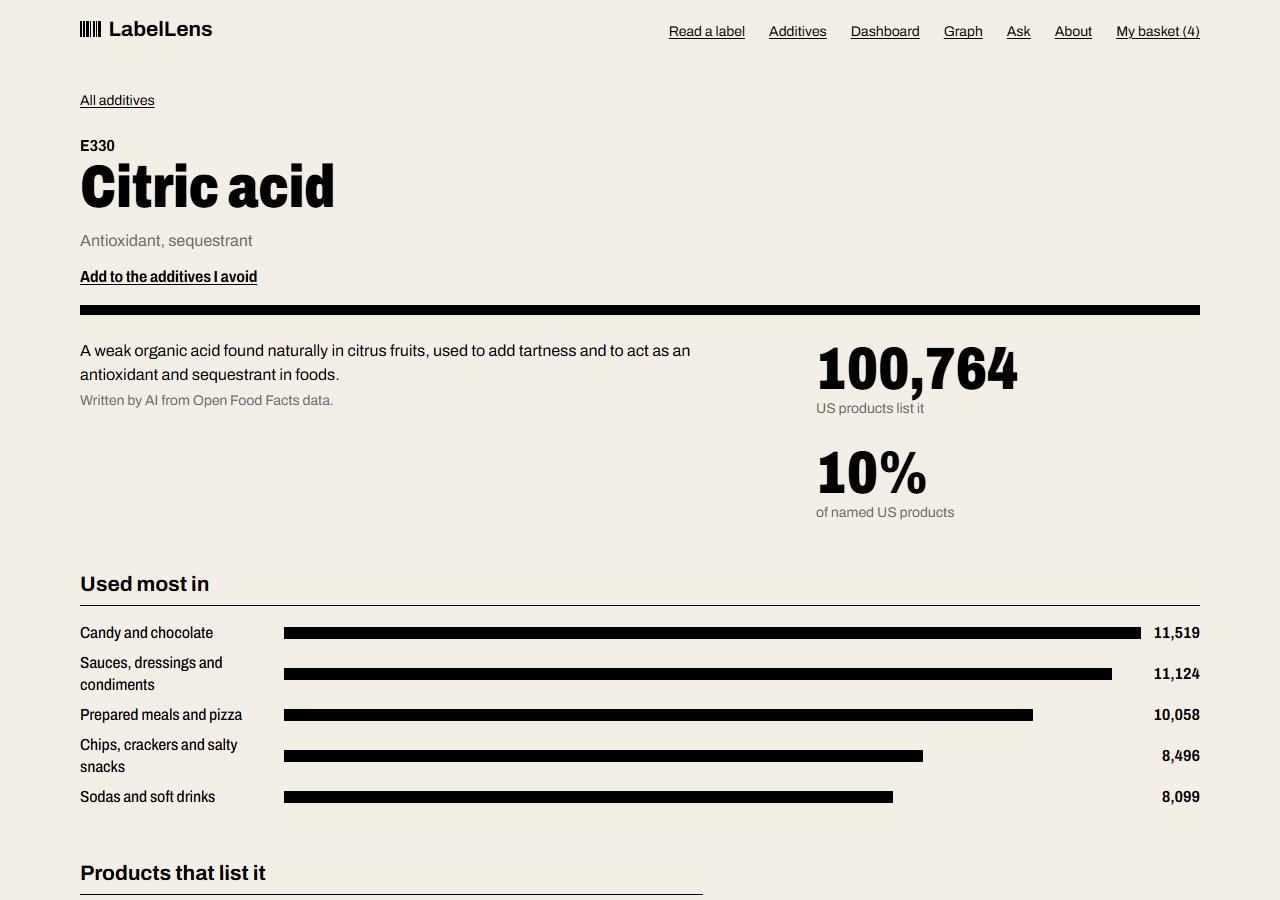 LabelLens
Read a label Additives Dashboard Graph Ask About My basket (4)
All additives
E330
Citric acid
Antioxidant, sequestrant
Add to the additives I avoid
A weak organic acid found naturally in citrus fruits, used to add tartness and to act as an
antioxidant and sequestrant in foods.
Written by AI from Open Food Facts data.
100,764
US products list it
10%
of named US products
Used most in
Candy and chocolate 11,519
Sauces, dressings and
condiments 11,124
Prepared meals and pizza 10,058
Chips, crackers and salty
snacks 8,496
Sodas and soft drinks 8,099
Products that list it